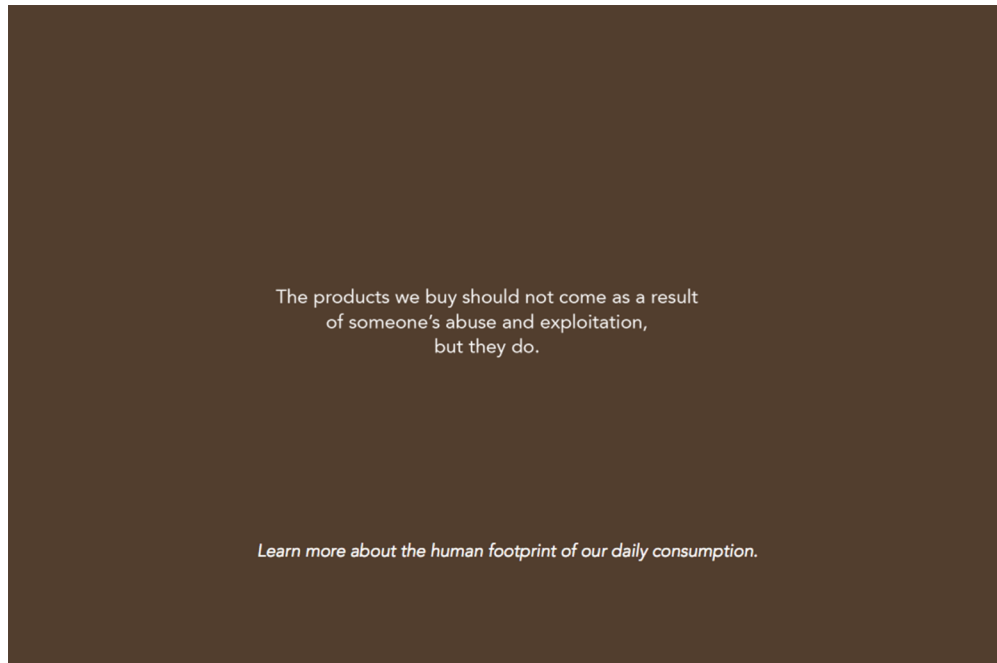 The products we buy should not come as a result
of someone’s abuse and exploitation,
but they do.
Learn more about the human footprint of our daily consumption.